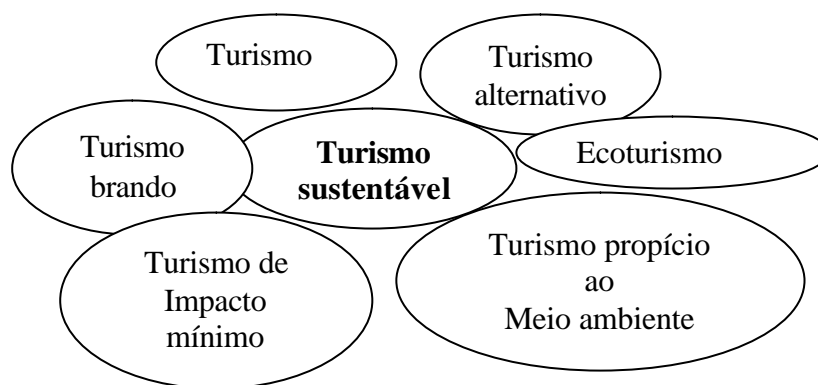 Turismo
Turismo
alternativo
Turismo
brando
Turismo
sustentável
Ecoturismo
Turismo de
Impacto
mínimo
Turismo propício
ao
Meio ambiente